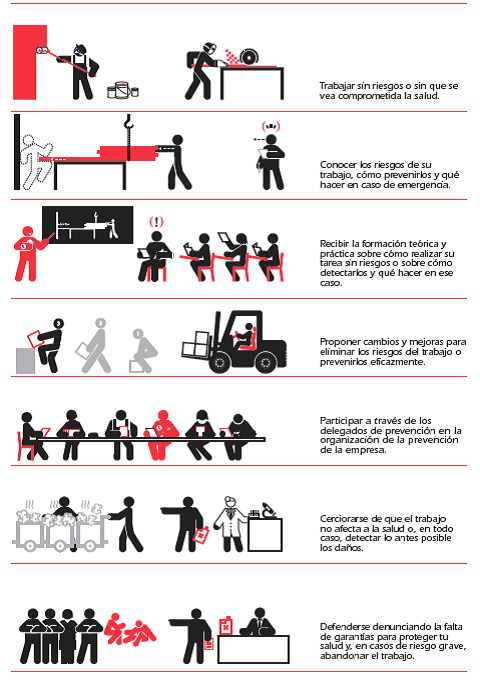 Trabajar sin riesgos o sin que se
vea comprometida la salud.
Conocer los riesgos de su
trabajo, cómo prevenirlos y qué
hacer en caso de emergencia.
Recibir la formación teórica y
práctica sobre cómo realizar su
tarea sin riesgos o sobre cómo
detectarlos y qué hacer en ese
caso.
Proponer cambios y mejoras para
eliminar los riesgos del trabajo o
prevenirlos eficazmente.
Participar a través de los
delegados de prevención en la
organización de la prevención
de la empresa.
Cerciorarse de que el trabajo
no afecta a la salud o, en todo
caso, detectar lo antes posible
los daños.
Defenderse denunciando la falta
de garantías para proteger tu
salud y, en casos de riesgo grave,
abandonar el trabajo.